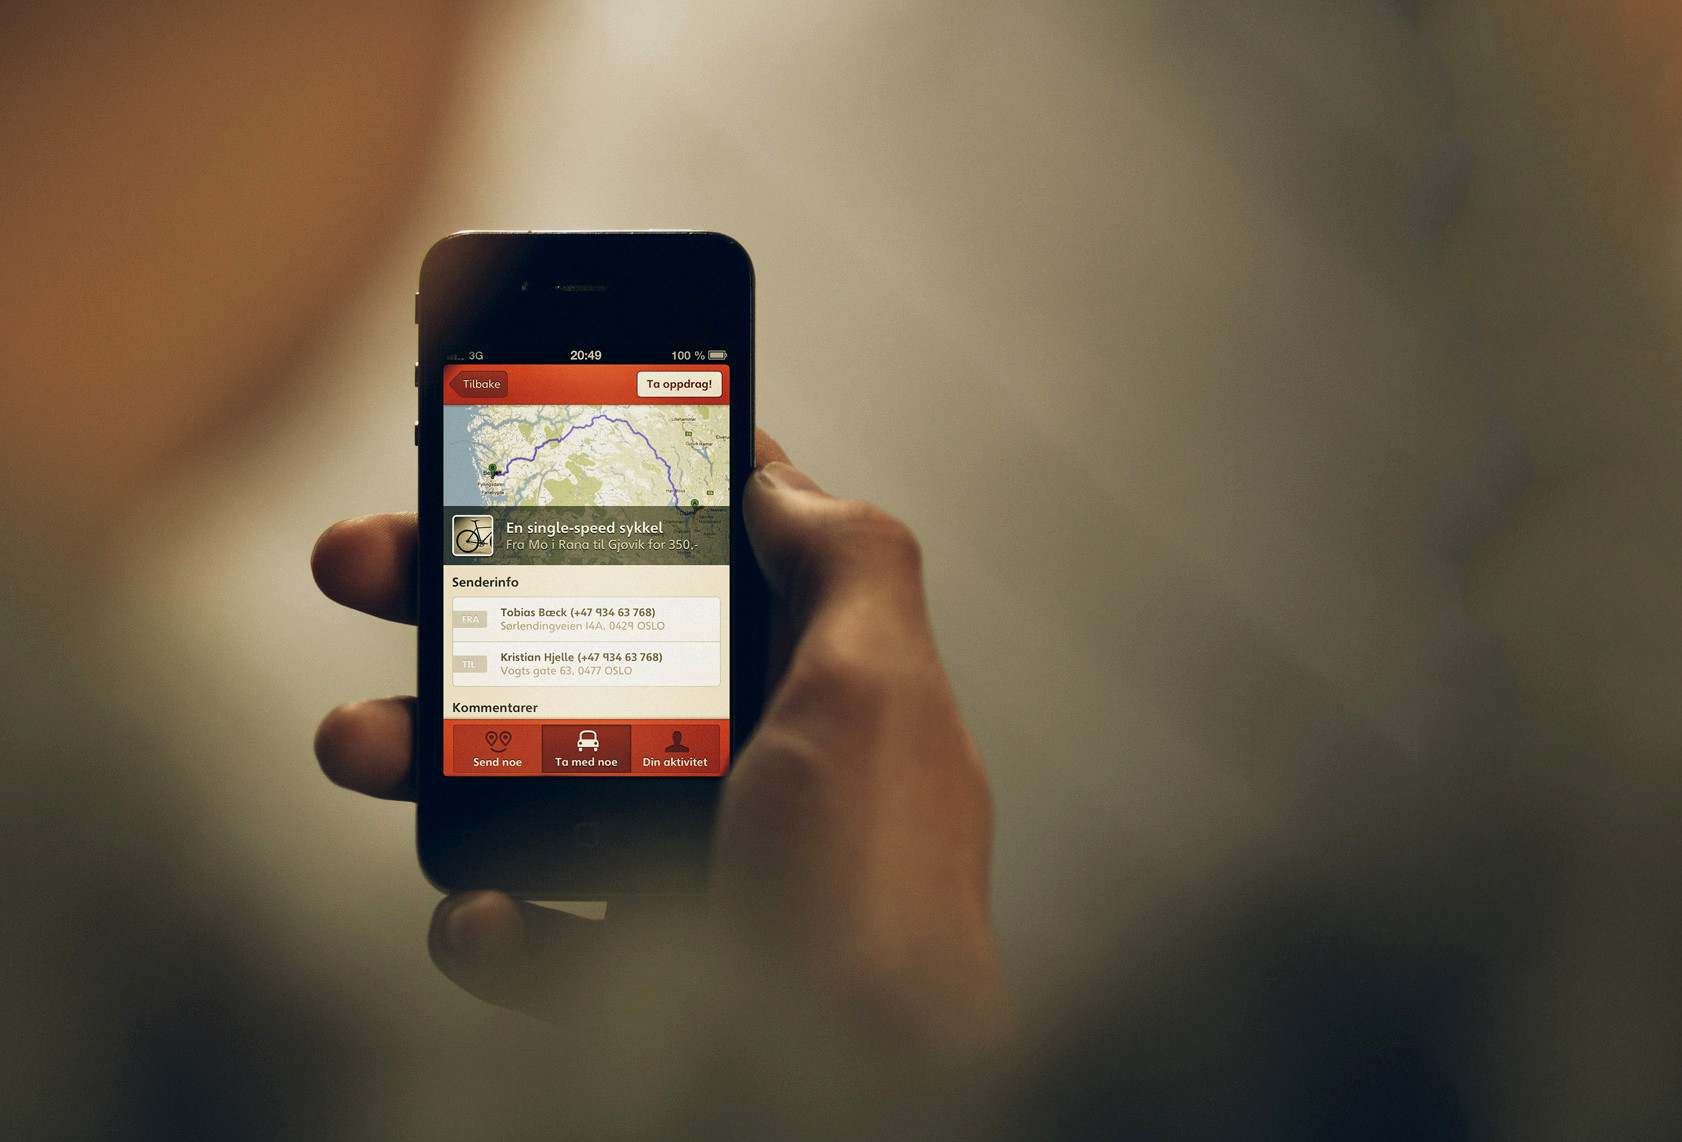 3G 20:49 100 %
Tilbake Ta oppdrag!
En single-speed sykkel
Fra Mo i Rana til Gjøvik for 350,-
Senderinfo
FRA
Tobias Bæck (+47 934 63 768)
Sørlendingveien 14A, 0429 OSLO
TIL
Kristian Hjelle (+47 934 63 768)
Vogts gate 63, 0477 OSLO
Kommentarer
Send noe Ta med noe Din aktivitet